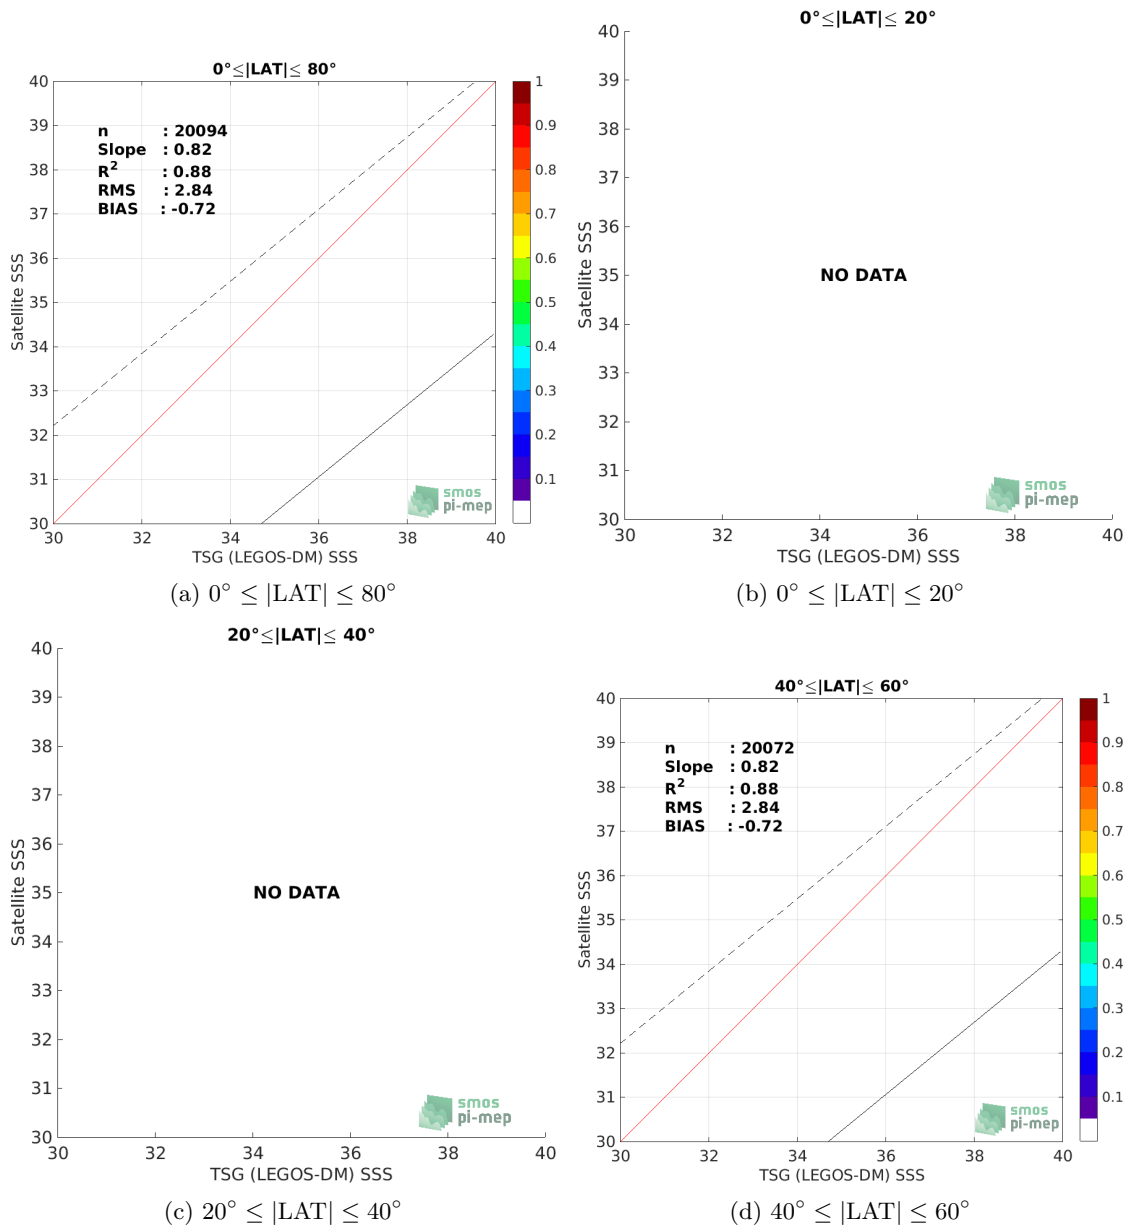 0°≤|LAT|≤ 80°
40
39
38
37
36
35
34
33
32
31
30
Satellite SSS
n : 20094
Slope : 0.82
R² : 0.88
RMS : 2.84
BIAS : -0.72
smos
pi-mep
30 32 34 36 38 40
TSG (LEGOS-DM) SSS
1
0.9
0.8
0.7
0.6
0.5
0.4
0.3
0.2
0.1
(a) 0° ≤ |LAT| ≤ 80°
0°≤|LAT|≤ 20°
40
39
38
37
36
35
34
33
32
31
30
Satellite SSS
NO DATA
smos
pi-mep
30 32 34 36 38 40
TSG (LEGOS-DM) SSS
(b) 0° ≤ |LAT| ≤ 20°
20°≤|LAT|≤ 40°
40
39
38
37
36
35
34
33
32
31
30
Satellite SSS
NO DATA
smos
pi-mep
30 32 34 36 38 40
TSG (LEGOS-DM) SSS
(c) 20° ≤ |LAT| ≤ 40°
40°≤|LAT|≤ 60°
40
39
38
37
36
35
34
33
32
31
30
Satellite SSS
n : 20072
Slope : 0.82
R² : 0.88
RMS : 2.84
BIAS : -0.72
smos
pi-mep
30 32 34 36 38 40
TSG (LEGOS-DM) SSS
1
0.9
0.8
0.7
0.6
0.5
0.4
0.3
0.2
0.1
(d) 40° ≤ |LAT| ≤ 60°